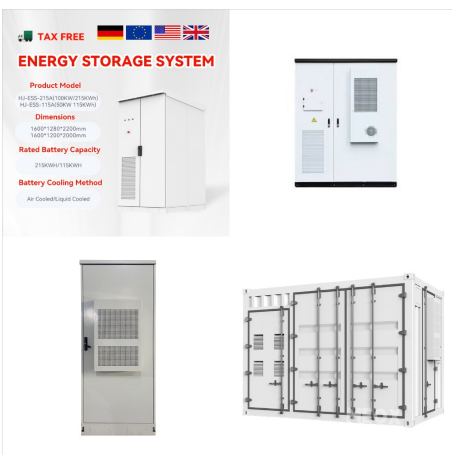 TAX FREE
ENERGY STORAGE SYSTEM
Product Model
HJ-ESS-215A(100KW/215KWh)
HJ-ESS-115A(50KW 115KWh)
Dimensions
1600*1280*2200mm
1600*1200*2000mm
Rated Battery Capacity
215KWH/115KWH
Battery Cooling Method
Air Cooled/Liquid Cooled